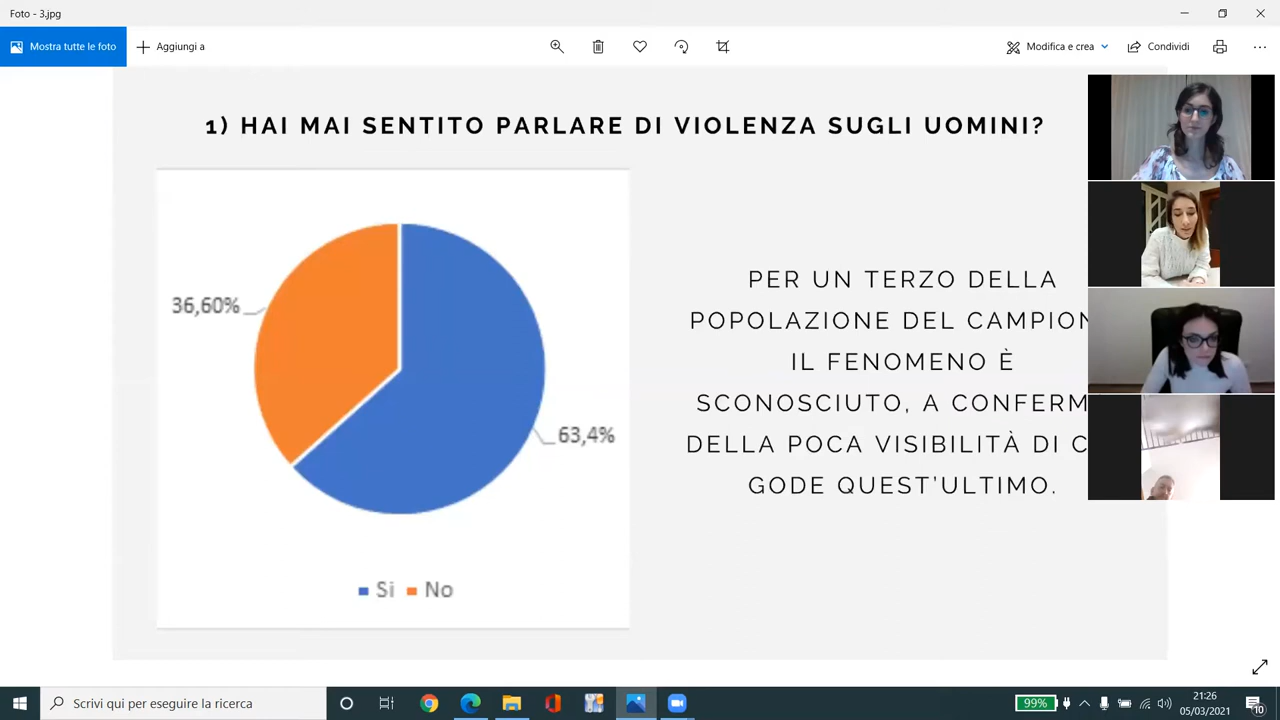 Foto - 3.jpg
Mostra tutte le foto
Aggiungi a
Modifica e crea
Condividi
1) HAI MAI SENTITO PARLARE DI VIOLENZA SUGLI UOMINI?
36,60%
63,4%
Si No
PER UN TERZO DELLA
POPOLAZIONE DEL CAMPION
IL FENOMENO È
SCONOSCIUTO, A CONFERM
DELLA POCA VISIBILITÀ DI C
GODE QUEST'ULTIMO.
Scrivi qui per eseguire la ricerca
99%
21:26
05/03/2021
10